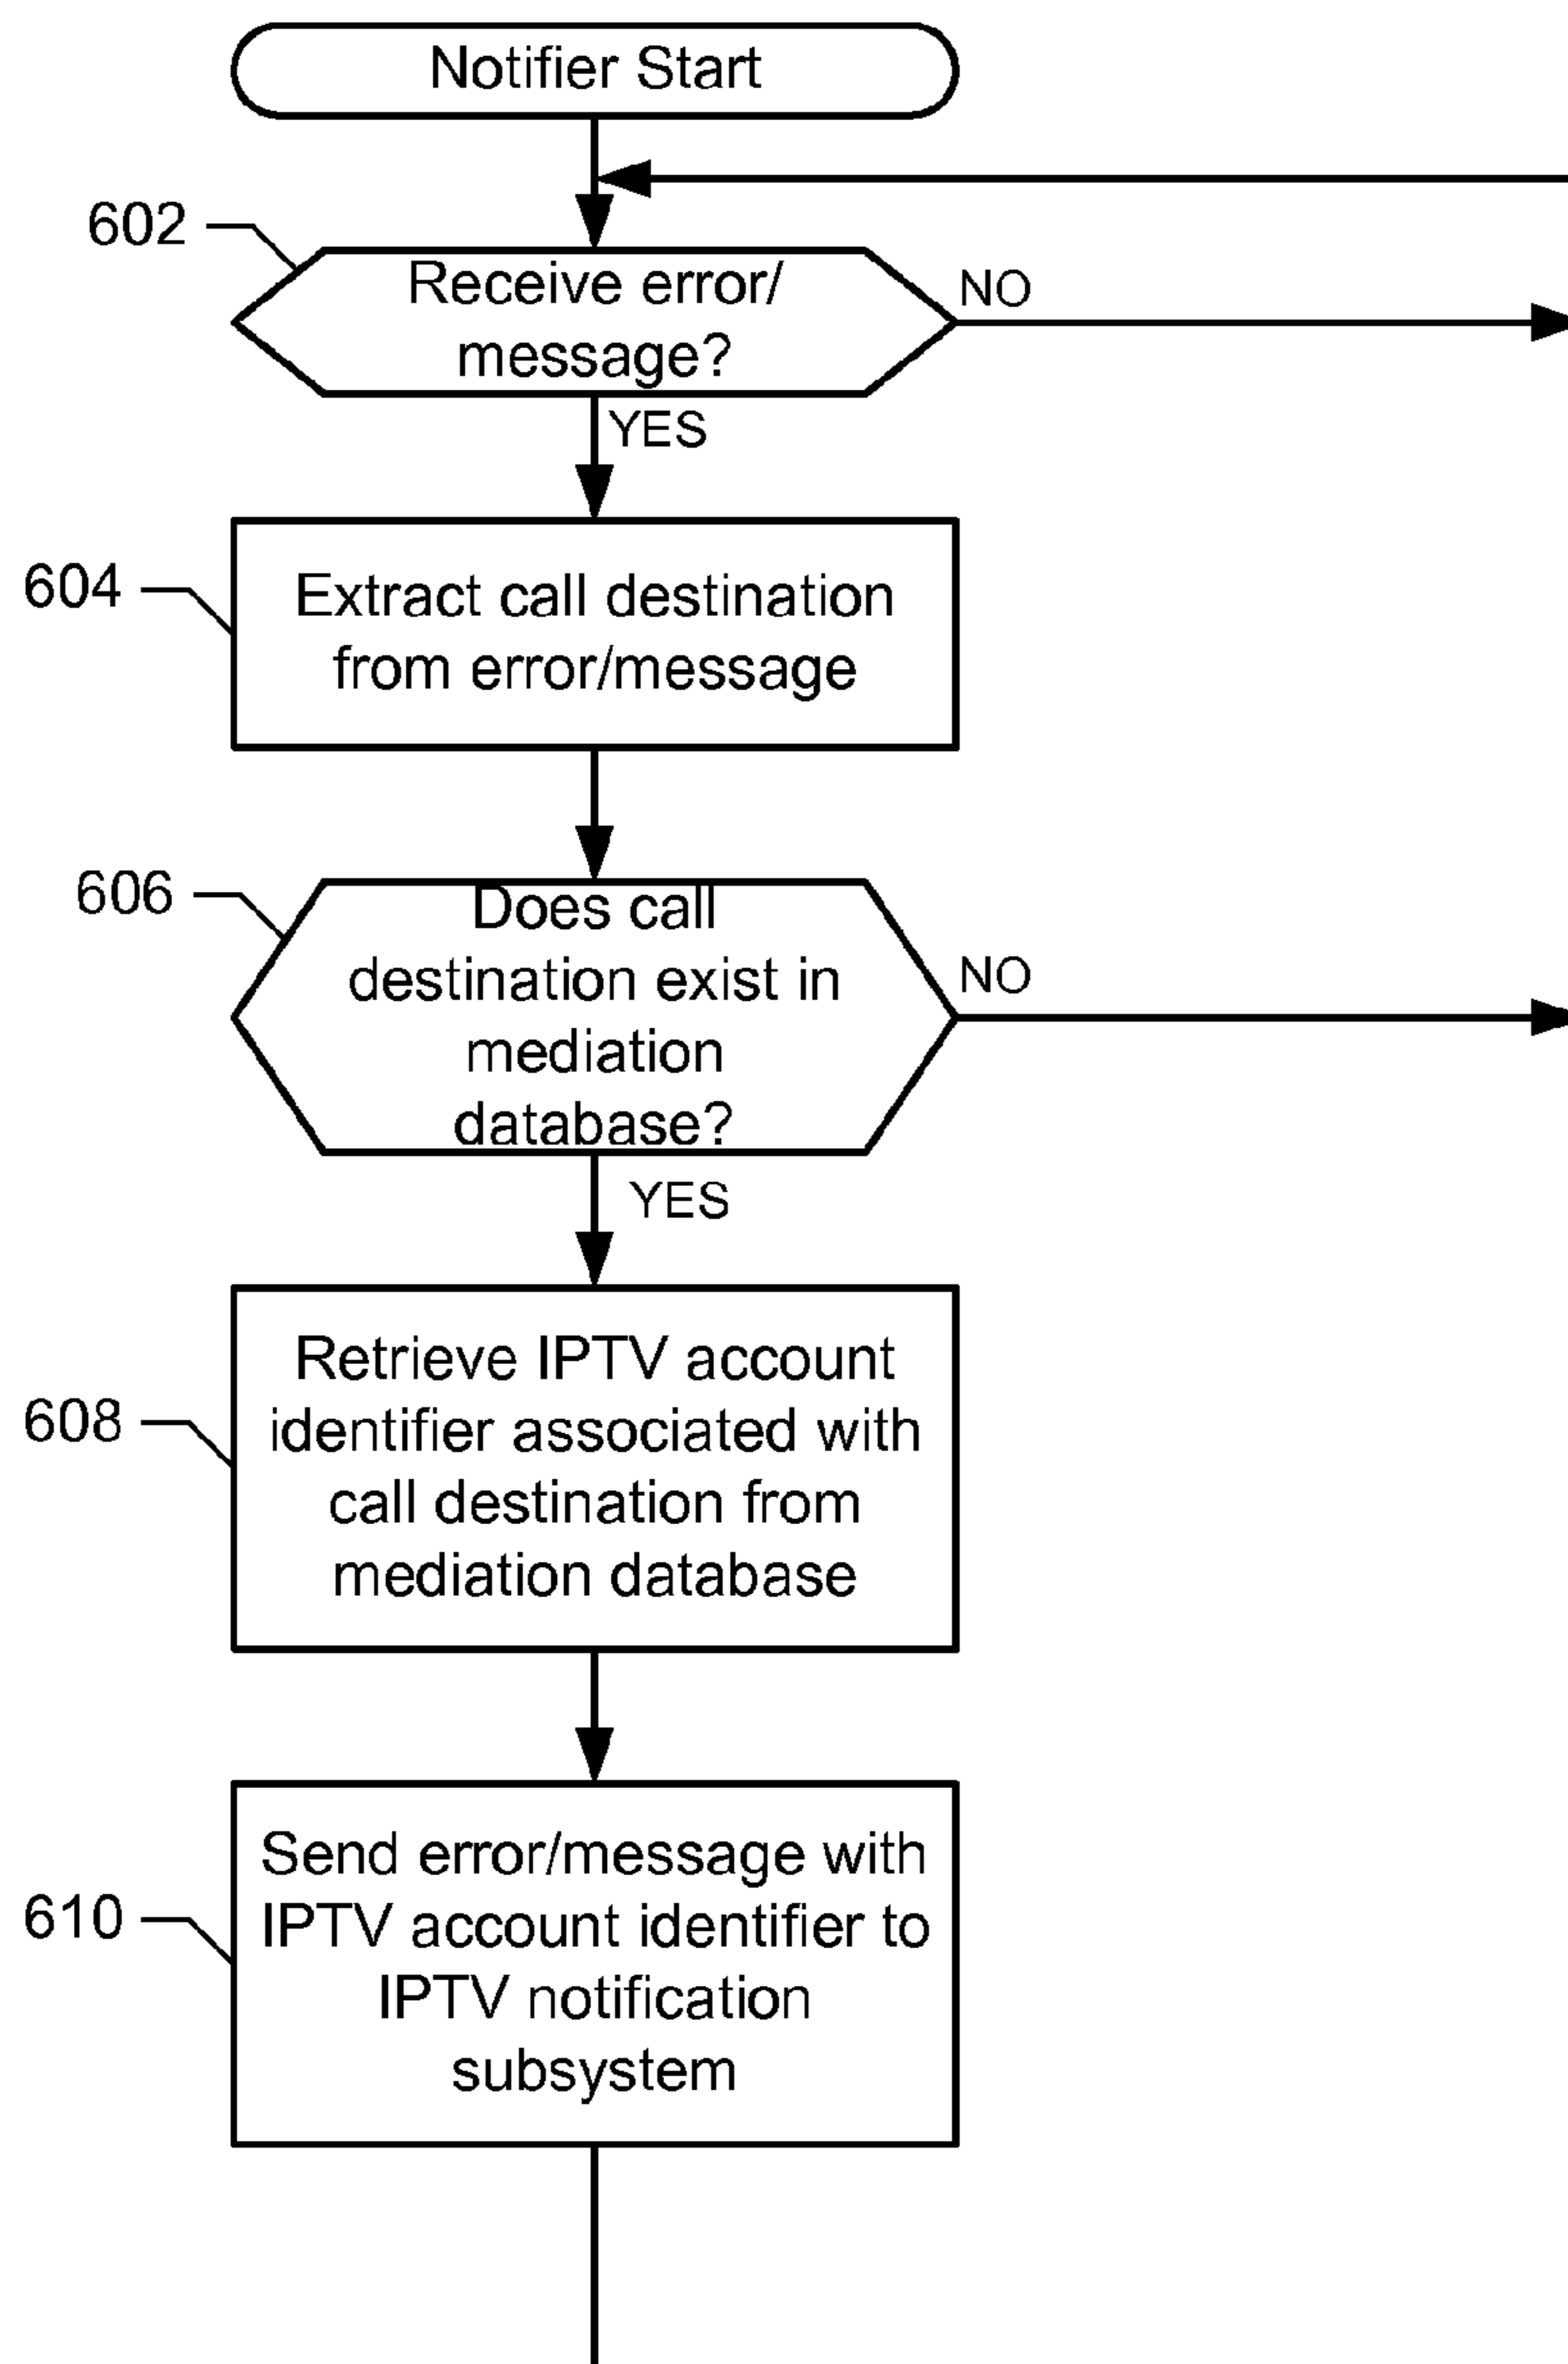 Notifier Start
602
Receive error/
message?
NO
YES
604
Extract call destination
from error/message
606
Does call
destination exist in
mediation
database?
NO
YES
608
Retrieve IPTV account
identifier associated with
call destination from
mediation database
610
Send error/message with
IPTV account identifier to
IPTV notification
subsystem